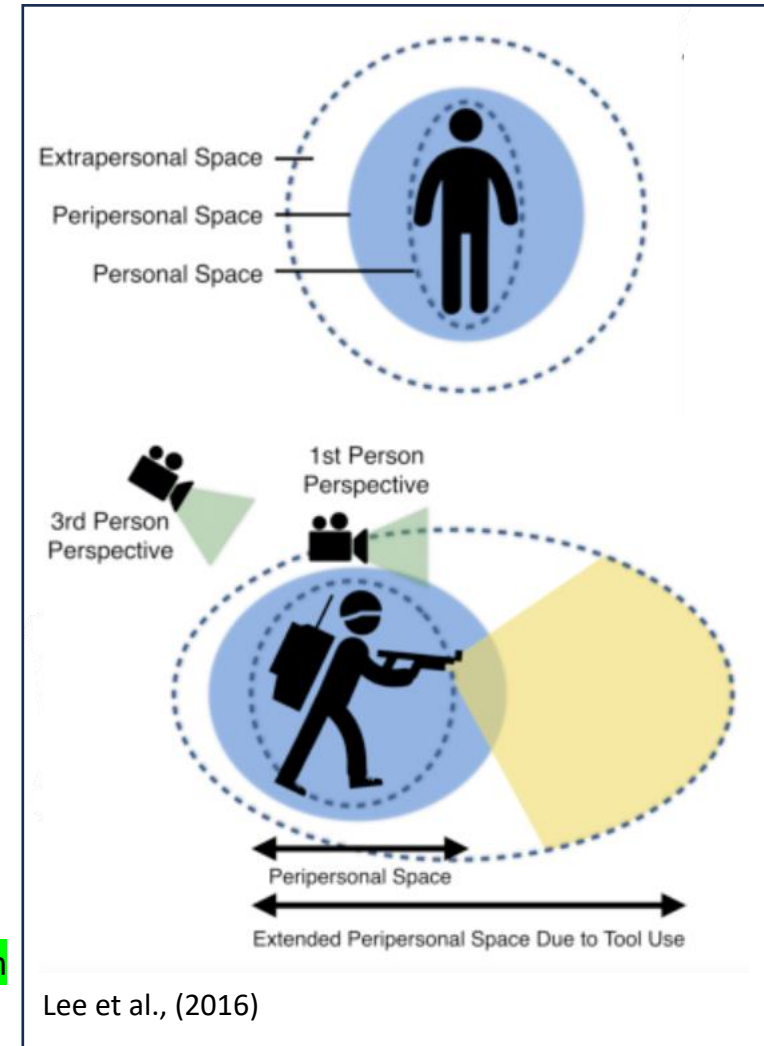 Extrapersonal Space
Peripersonal Space
Personal Space
1st Person
Perspective
3rd Person
Perspective
Peripersonal Space
Extended Peripersonal Space Due to Tool Use
n
Lee et al., (2016)